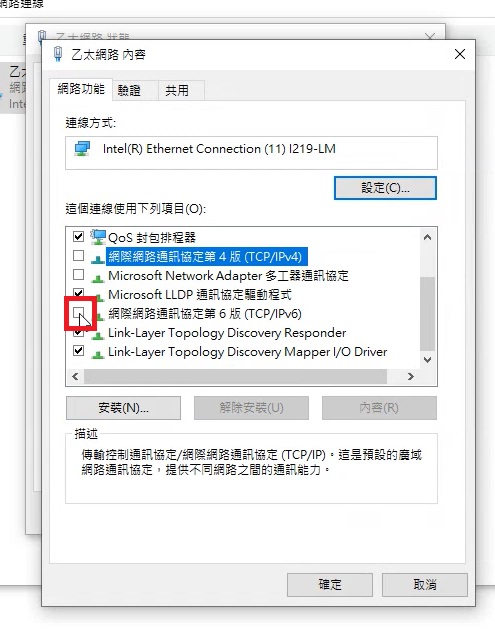 網路連線
乙太網路 狀態
乙太網路 內容
網路功能
驗證
共用
連線方式:
Intel(R) Ethernet Connection (11) I219-LM
設定(C)...
這個連線使用下列項目(O):
QoS 封包排程器
網際網路通訊協定第 4 版 (TCP/IPv4)
Microsoft Network Adapter 多工器通訊協定
Microsoft LLDP 通訊協定驅動程式
網際網路通訊協定第 6 版 (TCP/IPv6)
Link-Layer Topology Discovery Responder
Link-Layer Topology Discovery Mapper I/O Driver
安裝(N)...
解除安裝(U)
內容(R)
描述
傳輸控制通訊協定/網際網路通訊協定 (TCP/IP)。這是預設的廣域
網路通訊協定，提供不同網路之間的通訊能力。
確定
取消